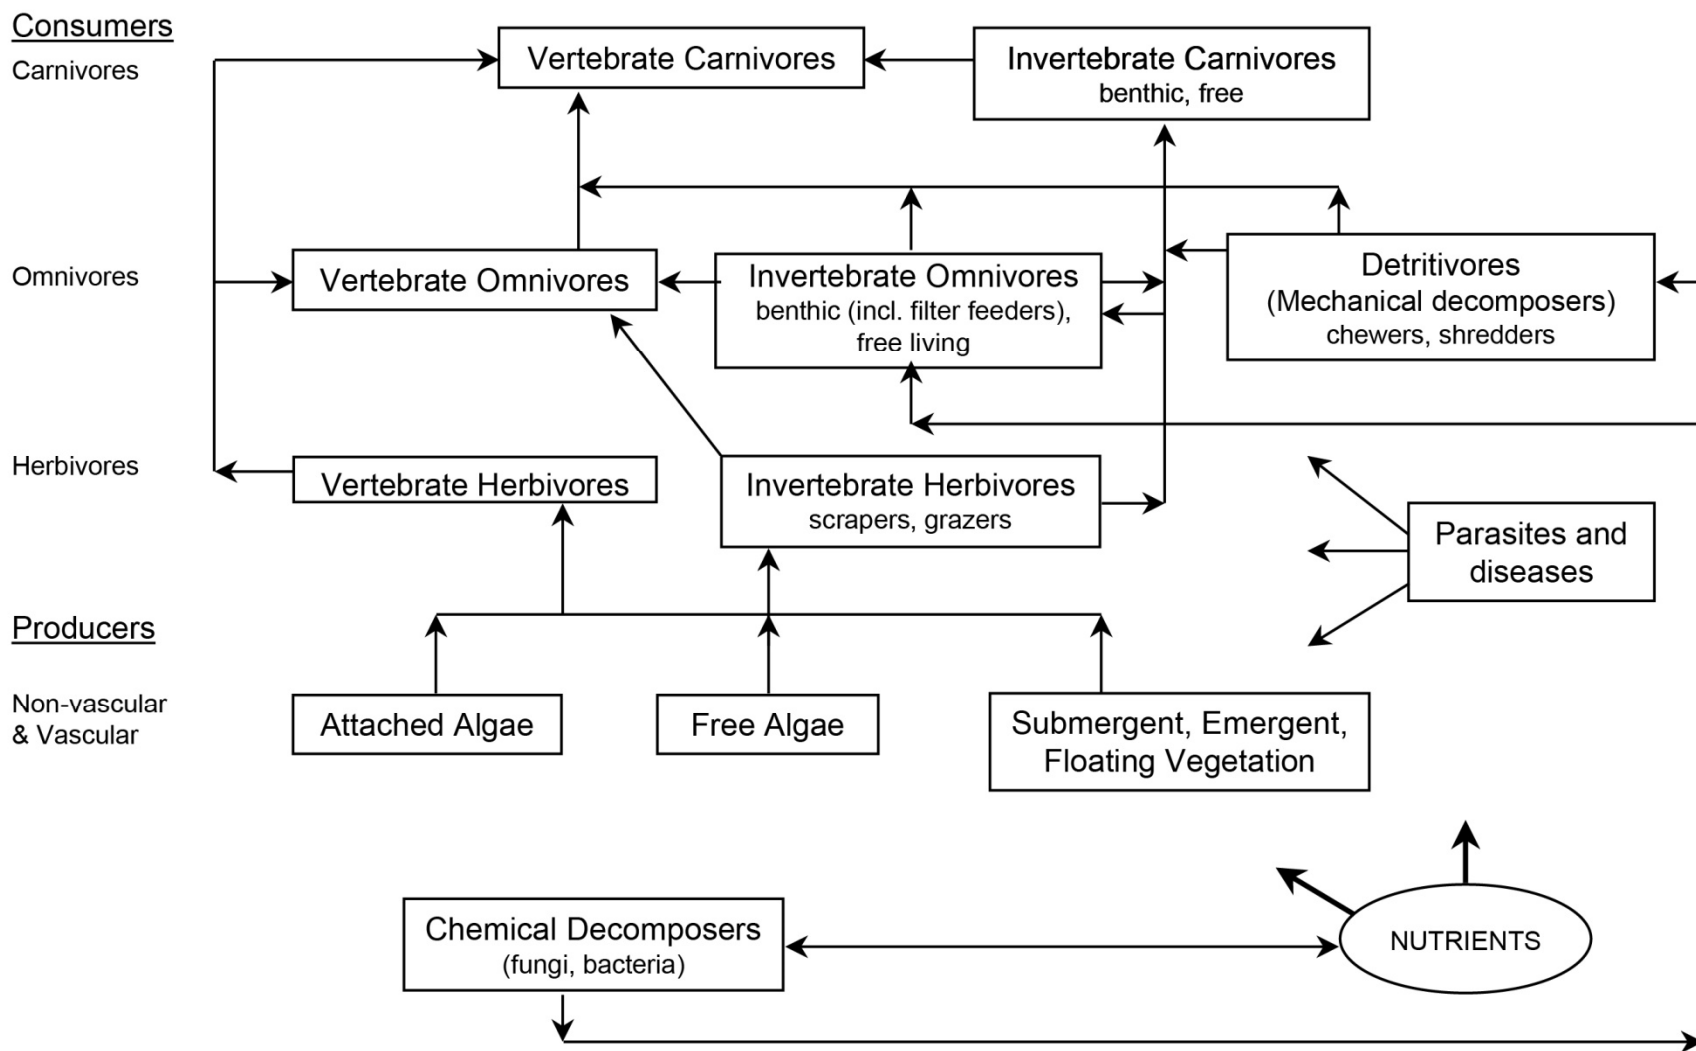 Consumers
Carnivores
Vertebrate Carnivores
Invertebrate Carnivores
benthic, free
Omnivores
Vertebrate Omnivores
Invertebrate Omnivores
benthic (incl. filter feeders),
free living
Detritivores
(Mechanical decomposers)
chewers, shredders
Herbivores
Vertebrate Herbivores
Invertebrate Herbivores
scrapers, grazers
Parasites and
diseases
Producers
Non-vascular
& Vascular
Attached Algae
Free Algae
Submergent, Emergent,
Floating Vegetation
Chemical Decomposers
(fungi, bacteria)
NUTRIENTS